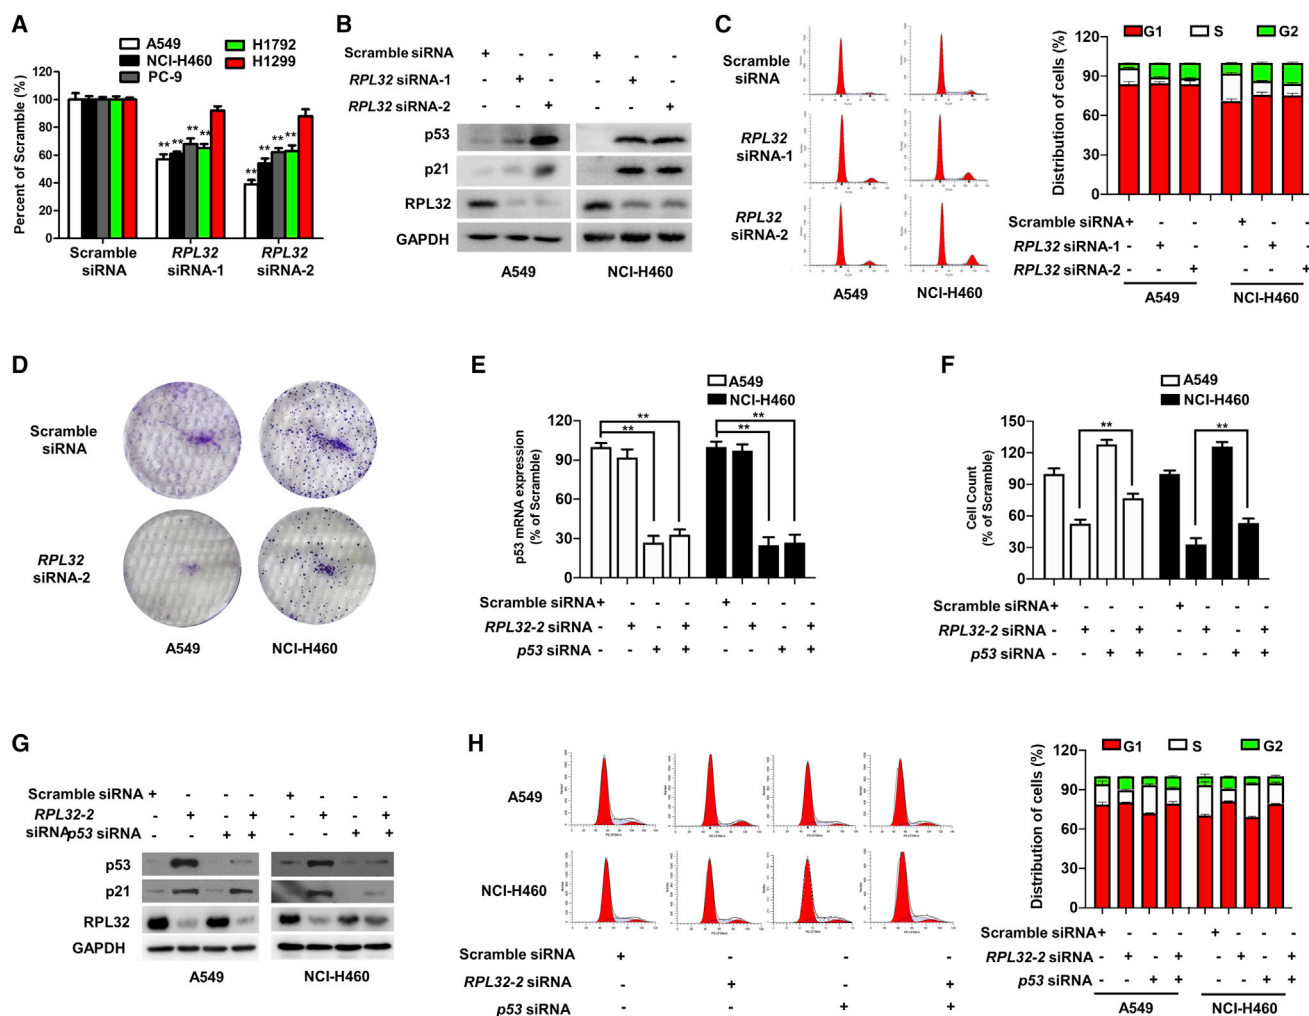 A
A549
NCI-H460
PC-9
H1792
H1299
Percent of Scramble (%)
120
100
80
60
40
20
0
** ** ** **
** ** ** **
Scramble siRNA
RPL32 siRNA-1
RPL32 siRNA-2
B
Scramble siRNA + - - + - -
RPL32 siRNA-1 - + - - + -
RPL32 siRNA-2 - - + - - +
p53
p21
RPL32
GAPDH
A549 NCI-H460
C
Scramble siRNA
RPL32 siRNA-1
RPL32 siRNA-2
A549 NCI-H460
G1 S G2
Distribution of cells (%)
120
90
60
30
0
Scramble siRNA + - - + - -
RPL32 siRNA-1 - + - - + -
RPL32 siRNA-2 - - + - - +
A549 NCI-H460
D
Scramble siRNA
RPL32 siRNA-2
A549 NCI-H460
E
A549
NCI-H460
p53 mRNA expression
(% of Scramble)
120
90
60
30
0
** **
** **
Scramble siRNA + - - - + - - -
RPL32-2 siRNA - + - + - + - +
p53 siRNA - - + + - - + +
F
A549
NCI-H460
Cell Count
(% of Scramble)
150
120
90
60
30
0
** **
Scramble siRNA + - - - + - - -
RPL32-2 siRNA - + - + - + - +
p53 siRNA - - + + - - + +
G
Scramble siRNA + - - - + - - -
RPL32-2 - + - + - + - +
siRNA p53 siRNA - - + + - - + +
p53
p21
RPL32
GAPDH
A549 NCI-H460
H
A549
NCI-H460
Scramble siRNA + - - -
RPL32-2 siRNA - + - +
p53 siRNA - - + +
G1 S G2
Distribution of cells (%)
120
90
60
30
0
Scramble siRNA + - - - + - - -
RPL32-2 siRNA - + - + - + - +
p53 siRNA - - + + - - + +
A549 NCI-H460